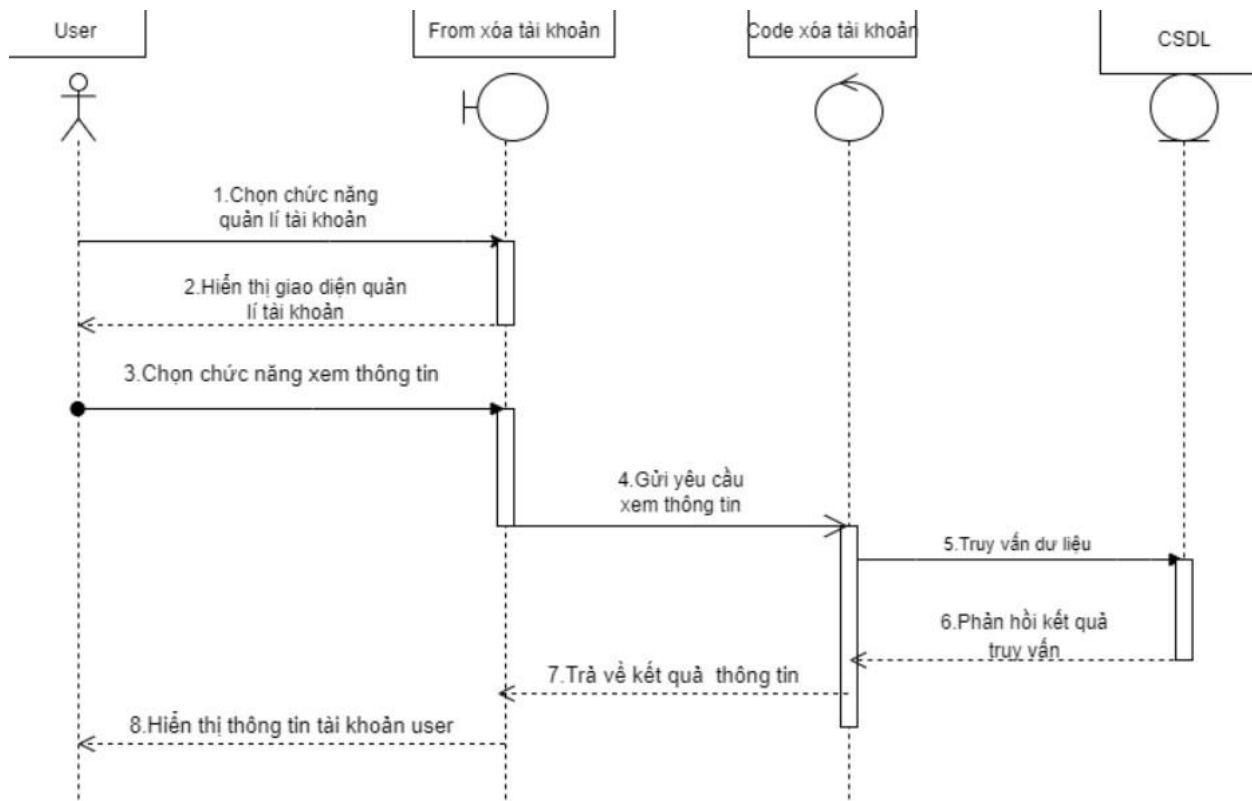 User
From xóa tài khoản
Code xóa tài khoản
CSDL
1.Chọn chức năng
quản lí tài khoản
2.Hiển thị giao diện quản
lí tài khoản
3.Chọn chức năng xem thông tin
4.Gửi yêu cầu
xem thông tin
5.Truy vấn dư liệu
6.Phản hồi kết quả
truy vấn
7.Trả về kết quả thông tin
8.Hiển thị thông tin tài khoản user